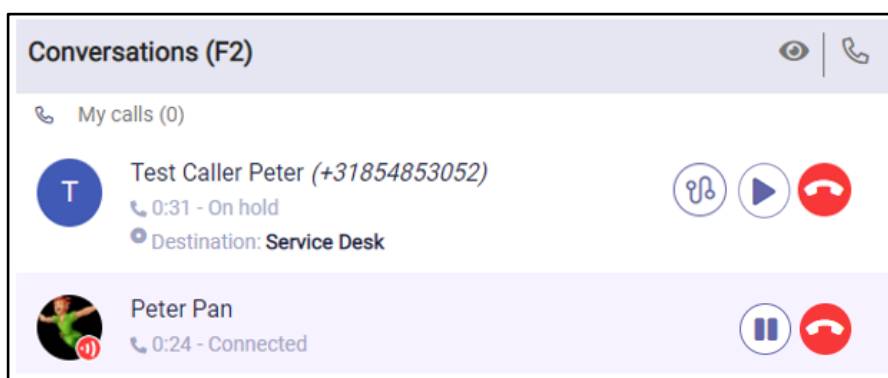 Conversations (F2)
My calls (0)
T
Test Caller Peter (+31854853052)
0:31 - On hold
Destination: Service Desk
Peter Pan
0:24 - Connected